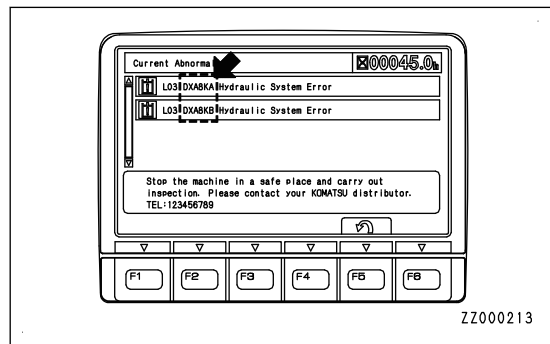 Current Abnormal
00045.0h
L03 DXA8KA Hydraulic System Error
L03 DXA8KB Hydraulic System Error
Stop the machine in a safe place and carry out
inspection. Please contact your KOMATSU distributor.
TEL:123456789
F1 F2 F3 F4 F5 F6
ZZ000213